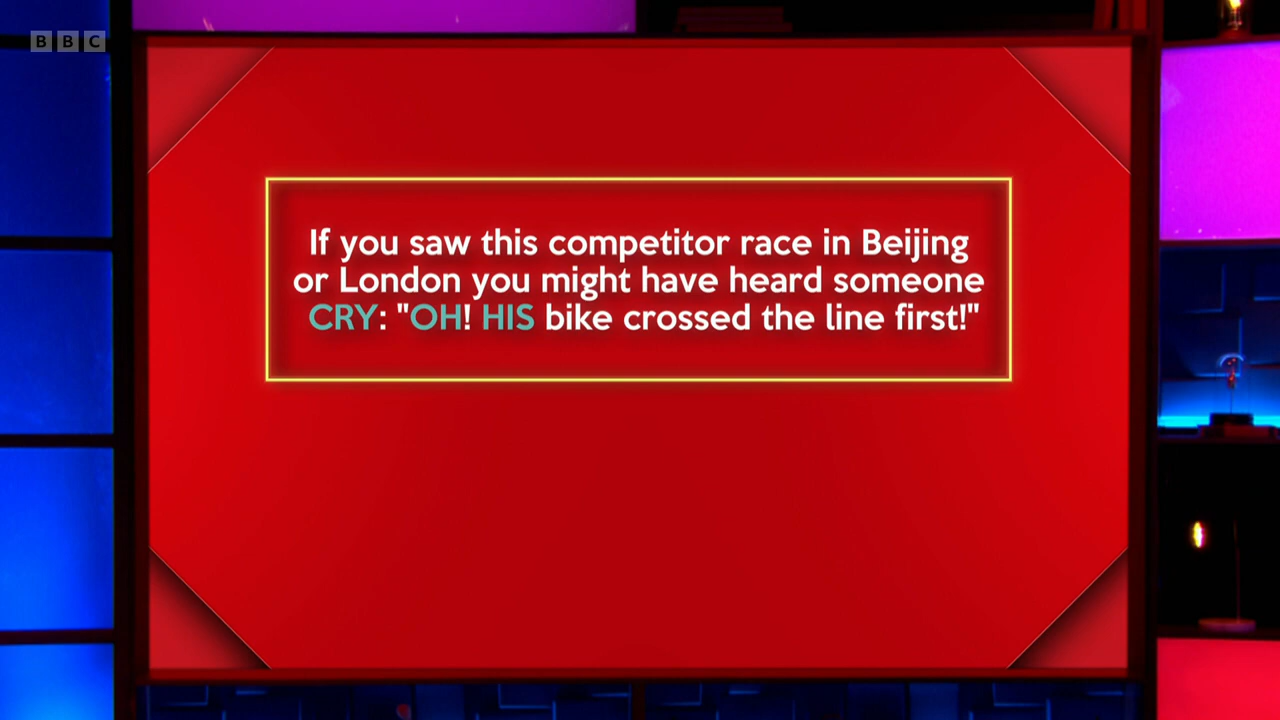 BBC
If you saw this competitor race in Beijing
or London you might have heard someone
CRY: "OH! HIS bike crossed the line first!"